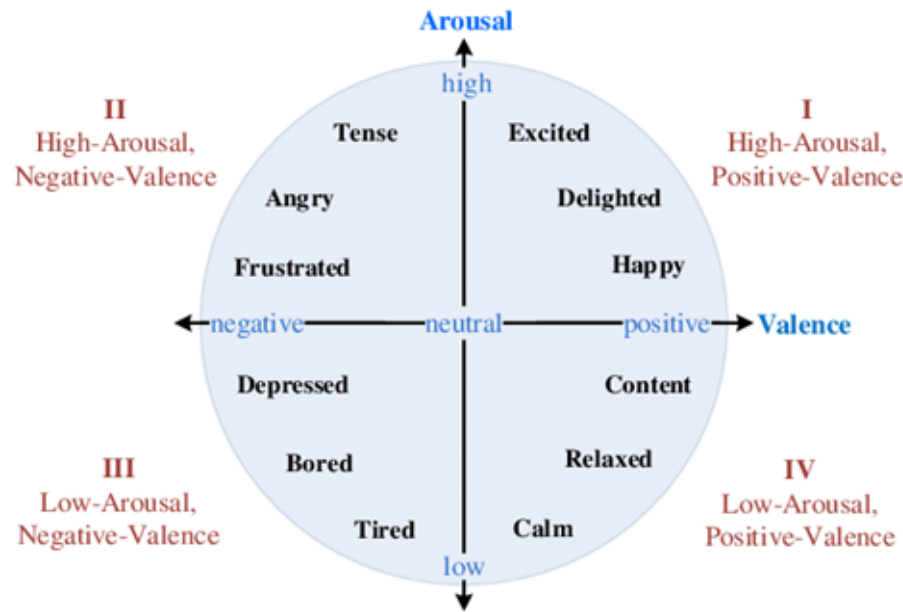 Arousal
high
II
High-Arousal,
Negative-Valence
I
High-Arousal,
Positive-Valence
Tense
Excited
Angry
Delighted
Frustrated
Happy
negative
neutral
positive
Valence
Depressed
Content
Bored
Relaxed
III
Low-Arousal,
Negative-Valence
IV
Low-Arousal,
Positive-Valence
Tired
Calm
low